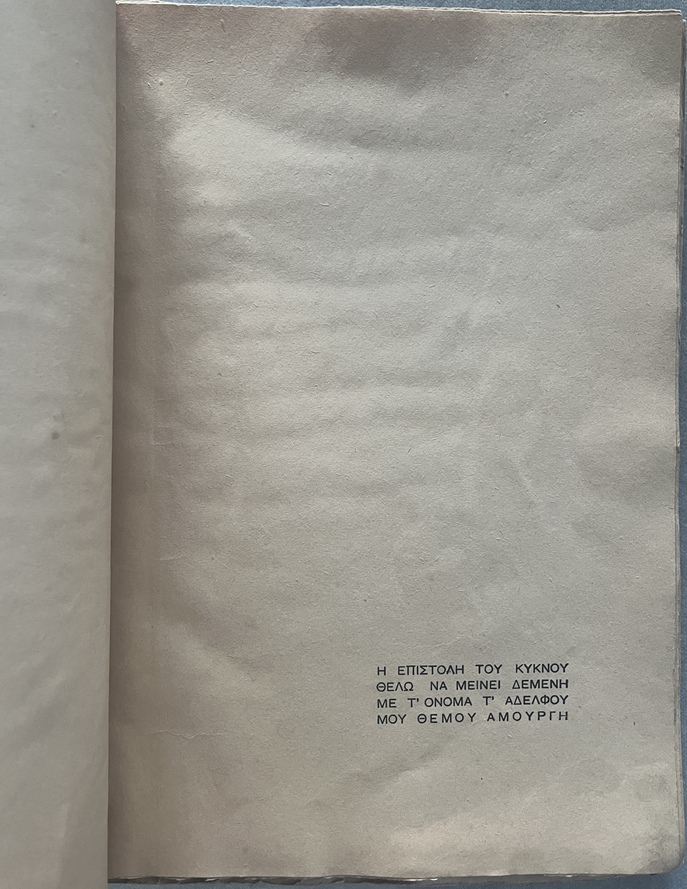 Η ΕΠΙΣΤΟΛΗ ΤΟΥ ΚΥΚΝΟΥ
ΘΕΛΩ ΝΑ ΜΕΙΝΕΙ ΔΕΜΕΝΗ
ΜΕ Τ' ΟΝΟΜΑ Τ' ΑΔΕΛΦΟΥ
ΜΟΥ ΘΕΜΟΥ ΑΜΟΥΡΓΗ